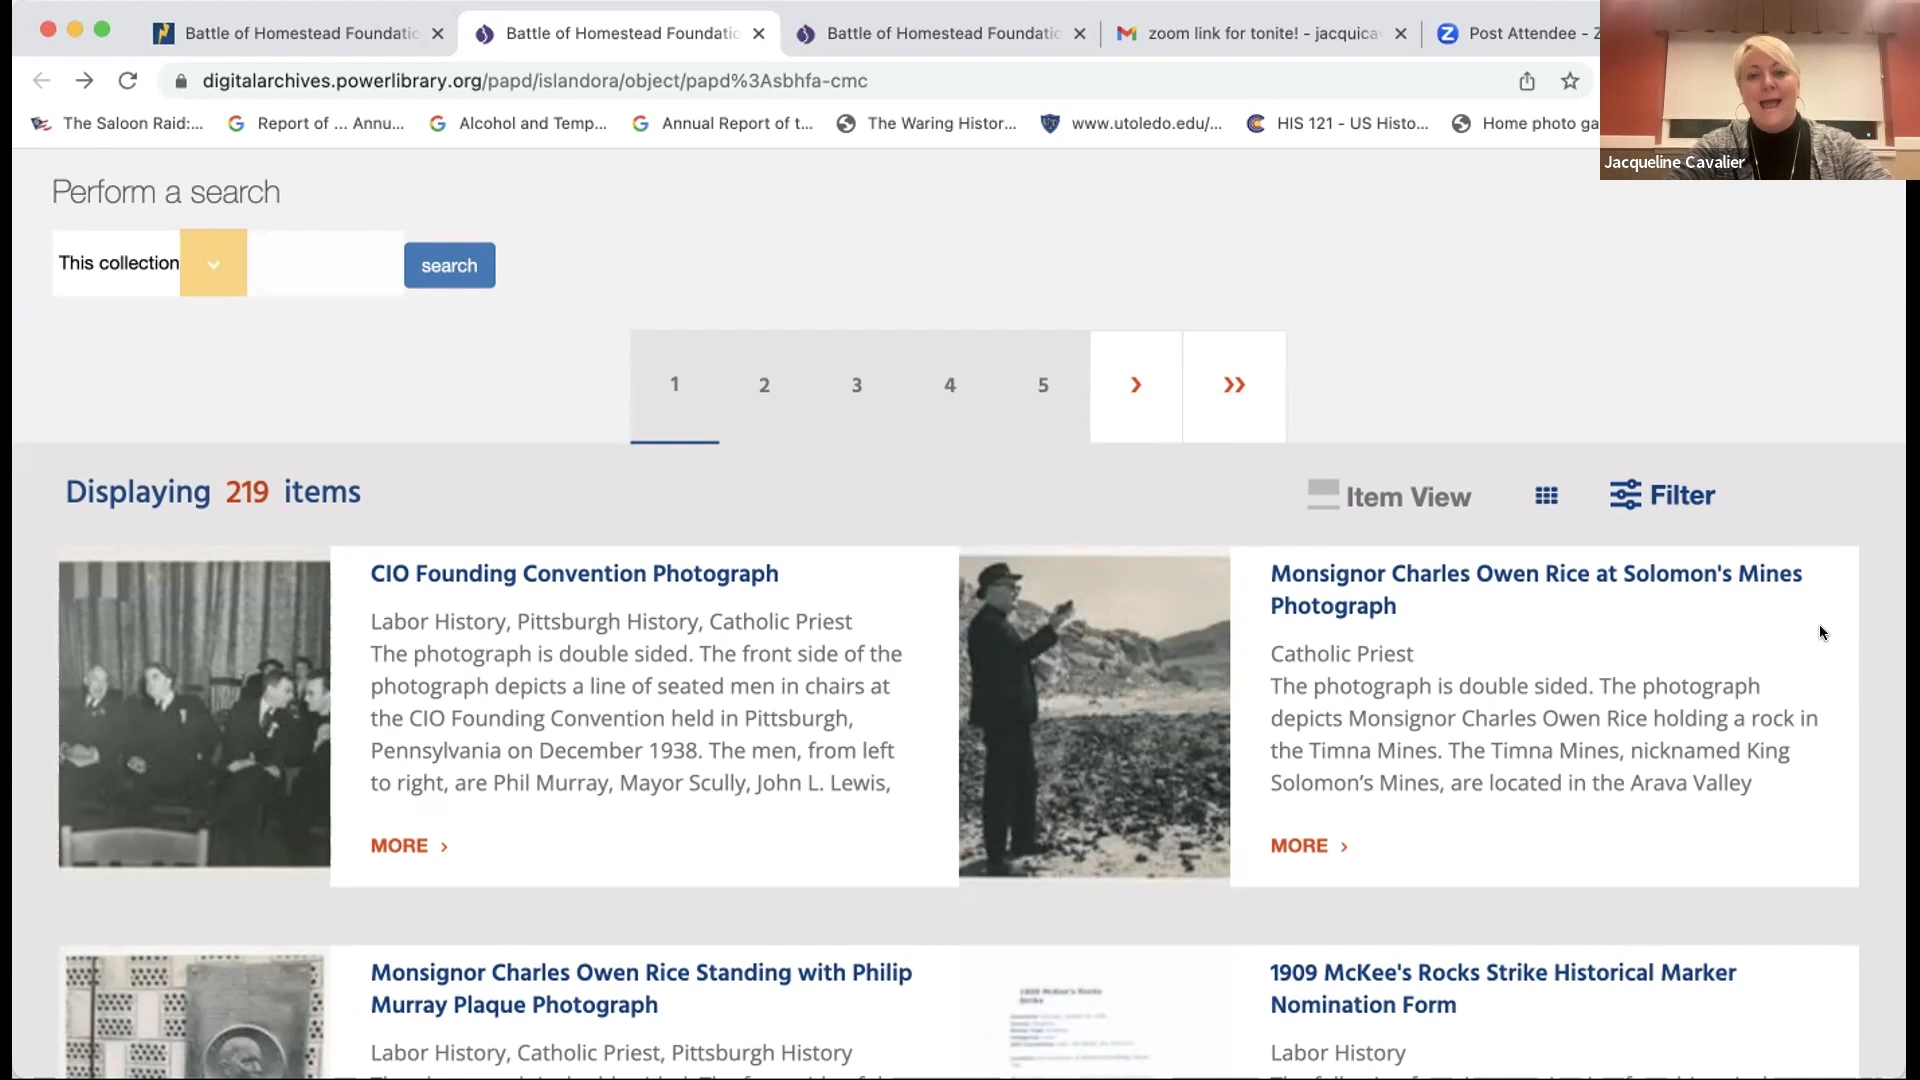 Battle of Homestead Foundatio
Battle of Homestead Foundatio
Battle of Homestead Foundatio
zoom link for tonite! - jacquica
Post Attendee - Z
digitalarchives.powerlibrary.org/papd/islandora/object/papd%3Asbhfa-cmc
The Saloon Raid:...
Report of ... Annu...
Alcohol and Temp...
Annual Report of t...
The Waring Histor...
www.utoledo.edu/...
HIS 121 - US Histo...
Home photo ga
Jacqueline Cavalier
Perform a search
This collection
search
1 2 3 4 5 › ››
Displaying 219 items
Item View
Filter
CIO Founding Convention Photograph
Labor History, Pittsburgh History, Catholic Priest
The photograph is double sided. The front side of the
photograph depicts a line of seated men in chairs at
the CIO Founding Convention held in Pittsburgh,
Pennsylvania on December 1938. The men, from left
to right, are Phil Murray, Mayor Scully, John L. Lewis,
MORE ›
Monsignor Charles Owen Rice at Solomon's Mines
Photograph
Catholic Priest
The photograph is double sided. The photograph
depicts Monsignor Charles Owen Rice holding a rock in
the Timna Mines. The Timna Mines, nicknamed King
Solomon’s Mines, are located in the Arava Valley
MORE ›
Monsignor Charles Owen Rice Standing with Philip
Murray Plaque Photograph
Labor History, Catholic Priest, Pittsburgh History
1909 McKee's Rocks Strike Historical Marker
Nomination Form
1909 McKee's Rocks
Strike
Labor History